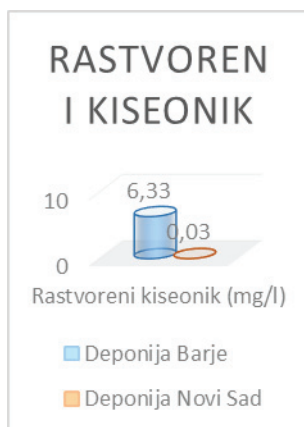 RASTVOREN
I KISEONIK
10
6,33
0,03
0
Rastvoreni kiseonik (mg/l)
Deponija Barje
Deponija Novi Sad